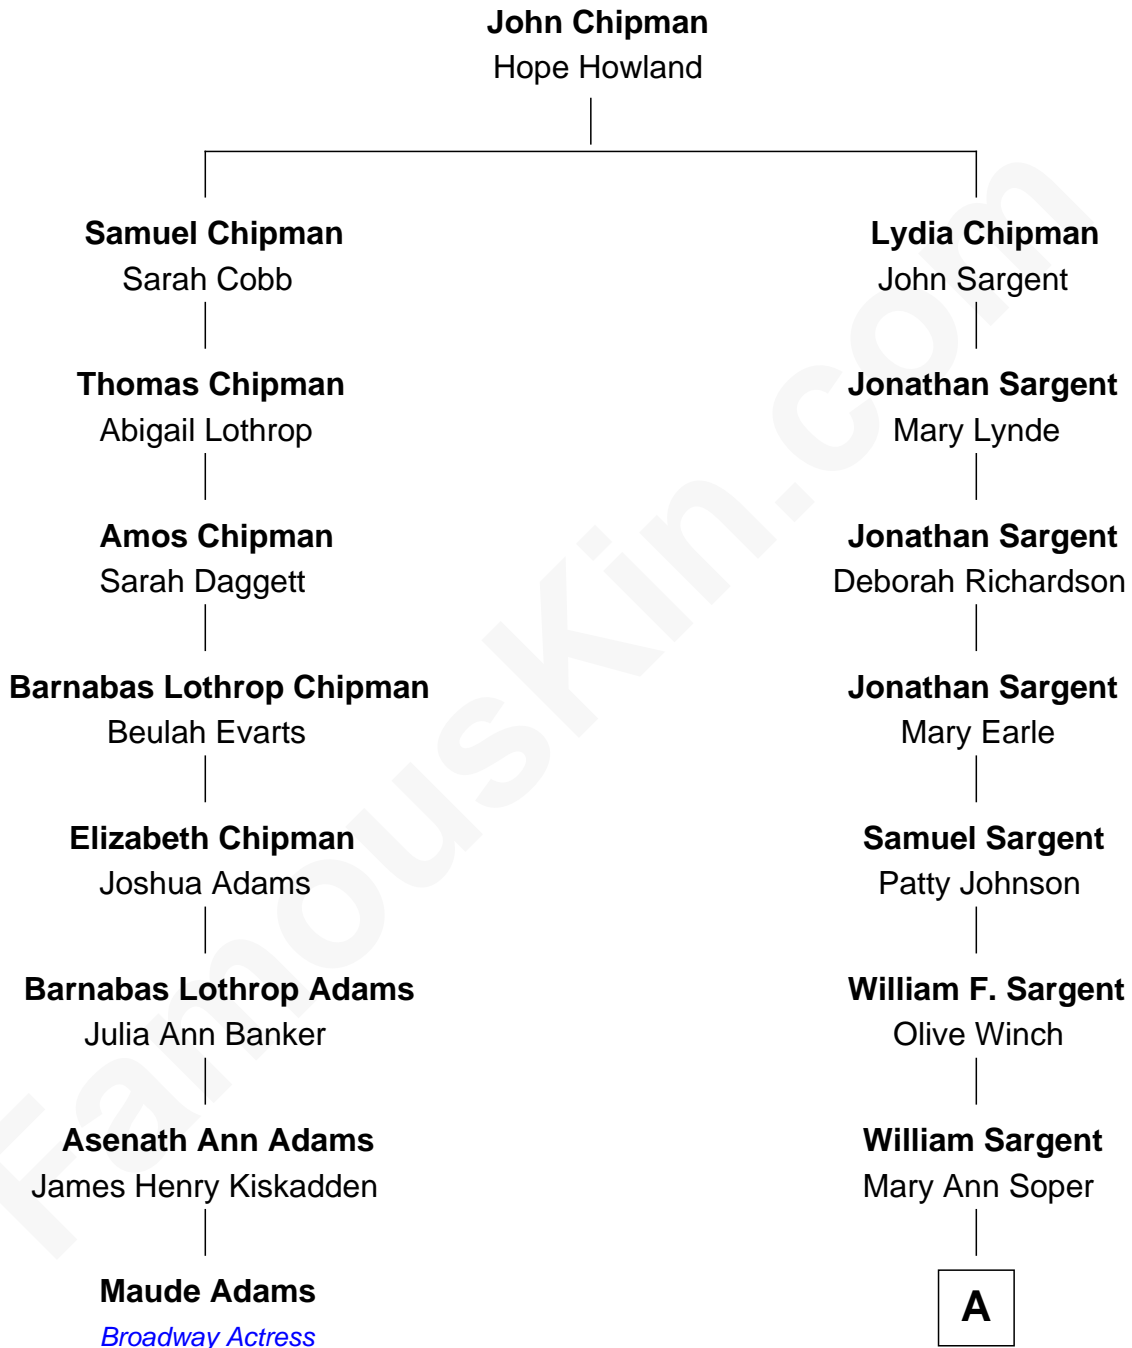 John Chipman
Hope Howland
Samuel Chipman
Sarah Cobb
Lydia Chipman
John Sargent
Thomas Chipman
Abigail Lothrop
Jonathan Sargent
Mary Lynde
Amos Chipman
Sarah Daggett
Jonathan Sargent
Deborah Richardson
Barnabas Lothrop Chipman
Beulah Evarts
Jonathan Sargent
Mary Earle
Elizabeth Chipman
Joshua Adams
Samuel Sargent
Patty Johnson
Barnabas Lothrop Adams
Julia Ann Banker
William F. Sargent
Olive Winch
Asenath Ann Adams
James Henry Kiskadden
William Sargent
Mary Ann Soper
Maude Adams
Broadway Actress
A
FamousKin.com